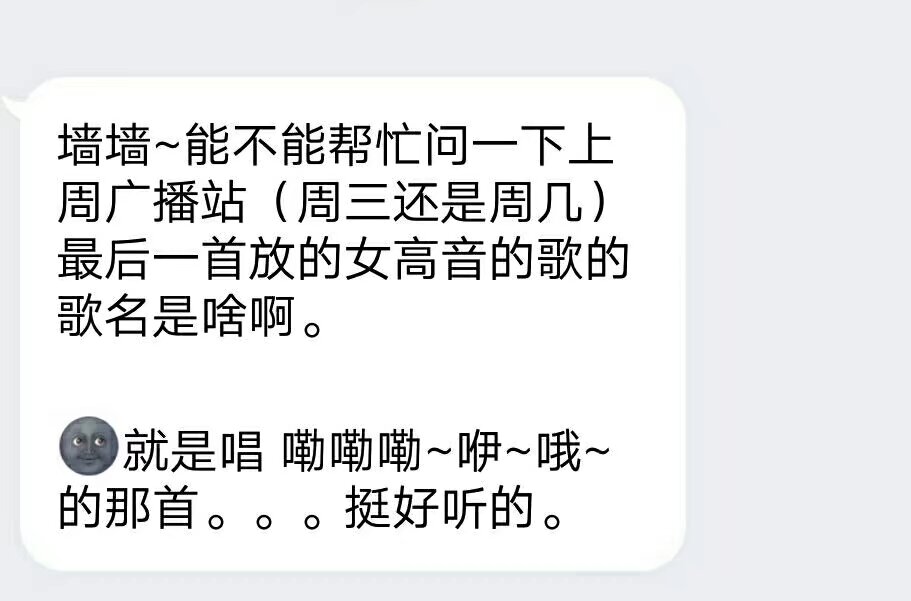 墙墙~能不能帮忙问一下上
周广播站（周三还是周几）
最后一首放的女高音的歌的
歌名是啥啊。
🌚就是唱 嘞嘞嘞~咿~哦~
的那首。。。挺好听的。